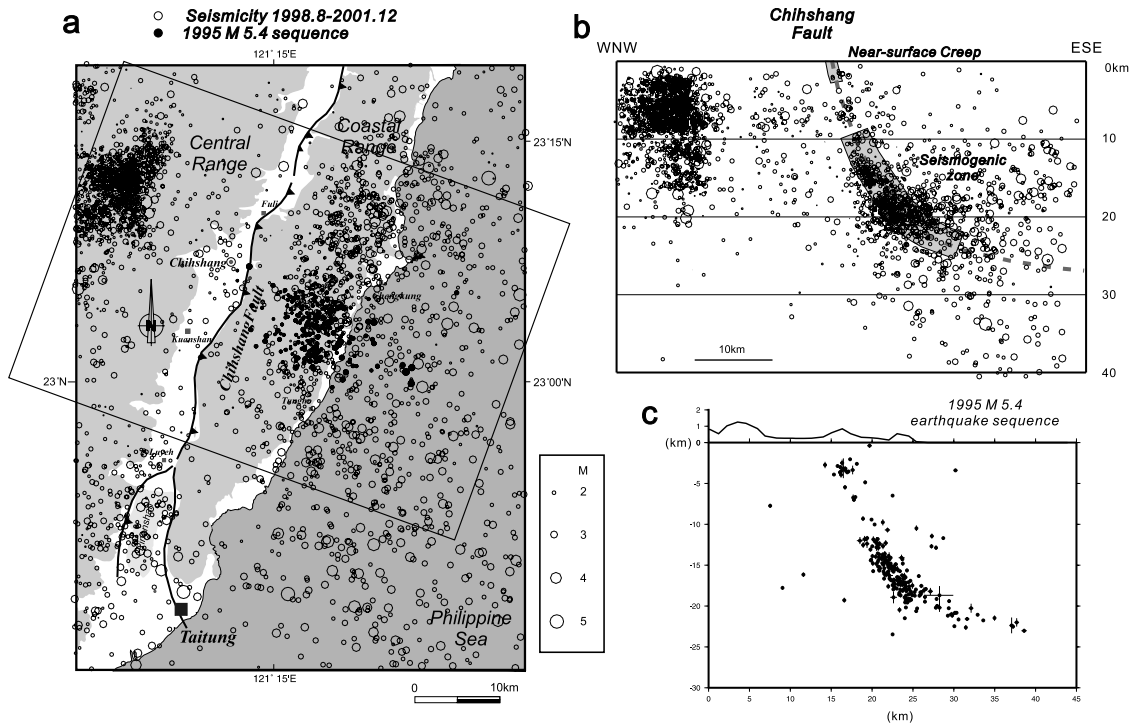 a
Seismicity 1998.8-2001.12
1995 M 5.4 sequence
121° 15'E
Central
Range
Coastal
Range
23°15'N
Fuli
Chihshang
Chihshang Fault
Kuanshan
N
23°N
23°00'N
Taitung
Philippine
Sea
121° 15'E
0
10km
M
2
3
4
5
b
Chihshang
Fault
WNW
Near-surface Creep
ESE
0km
10
Seismogenic
zone
20
30
10km
40
c
1995 M 5.4
earthquake sequence
2
1
(km) 0
0
-5
-10
-15
-20
-25
-30
0
5
10
15
20
25
30
35
40
45
(km)